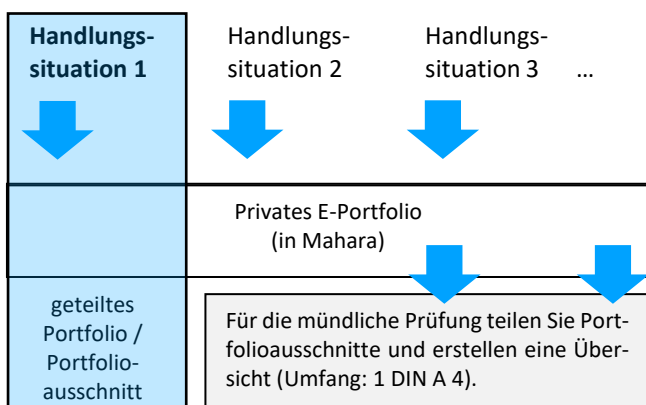 Handlungs-
situation 1
Handlungs-
situation 2
Handlungs-
situation 3 ...
Privates E-Portfolio
(in Mahara)
geteiltes
Portfolio /
Portfolio-
ausschnitt
Für die mündliche Prüfung teilen Sie Port-
folioausschnitte und erstellen eine Über-
sicht (Umfang: 1 DIN A 4).